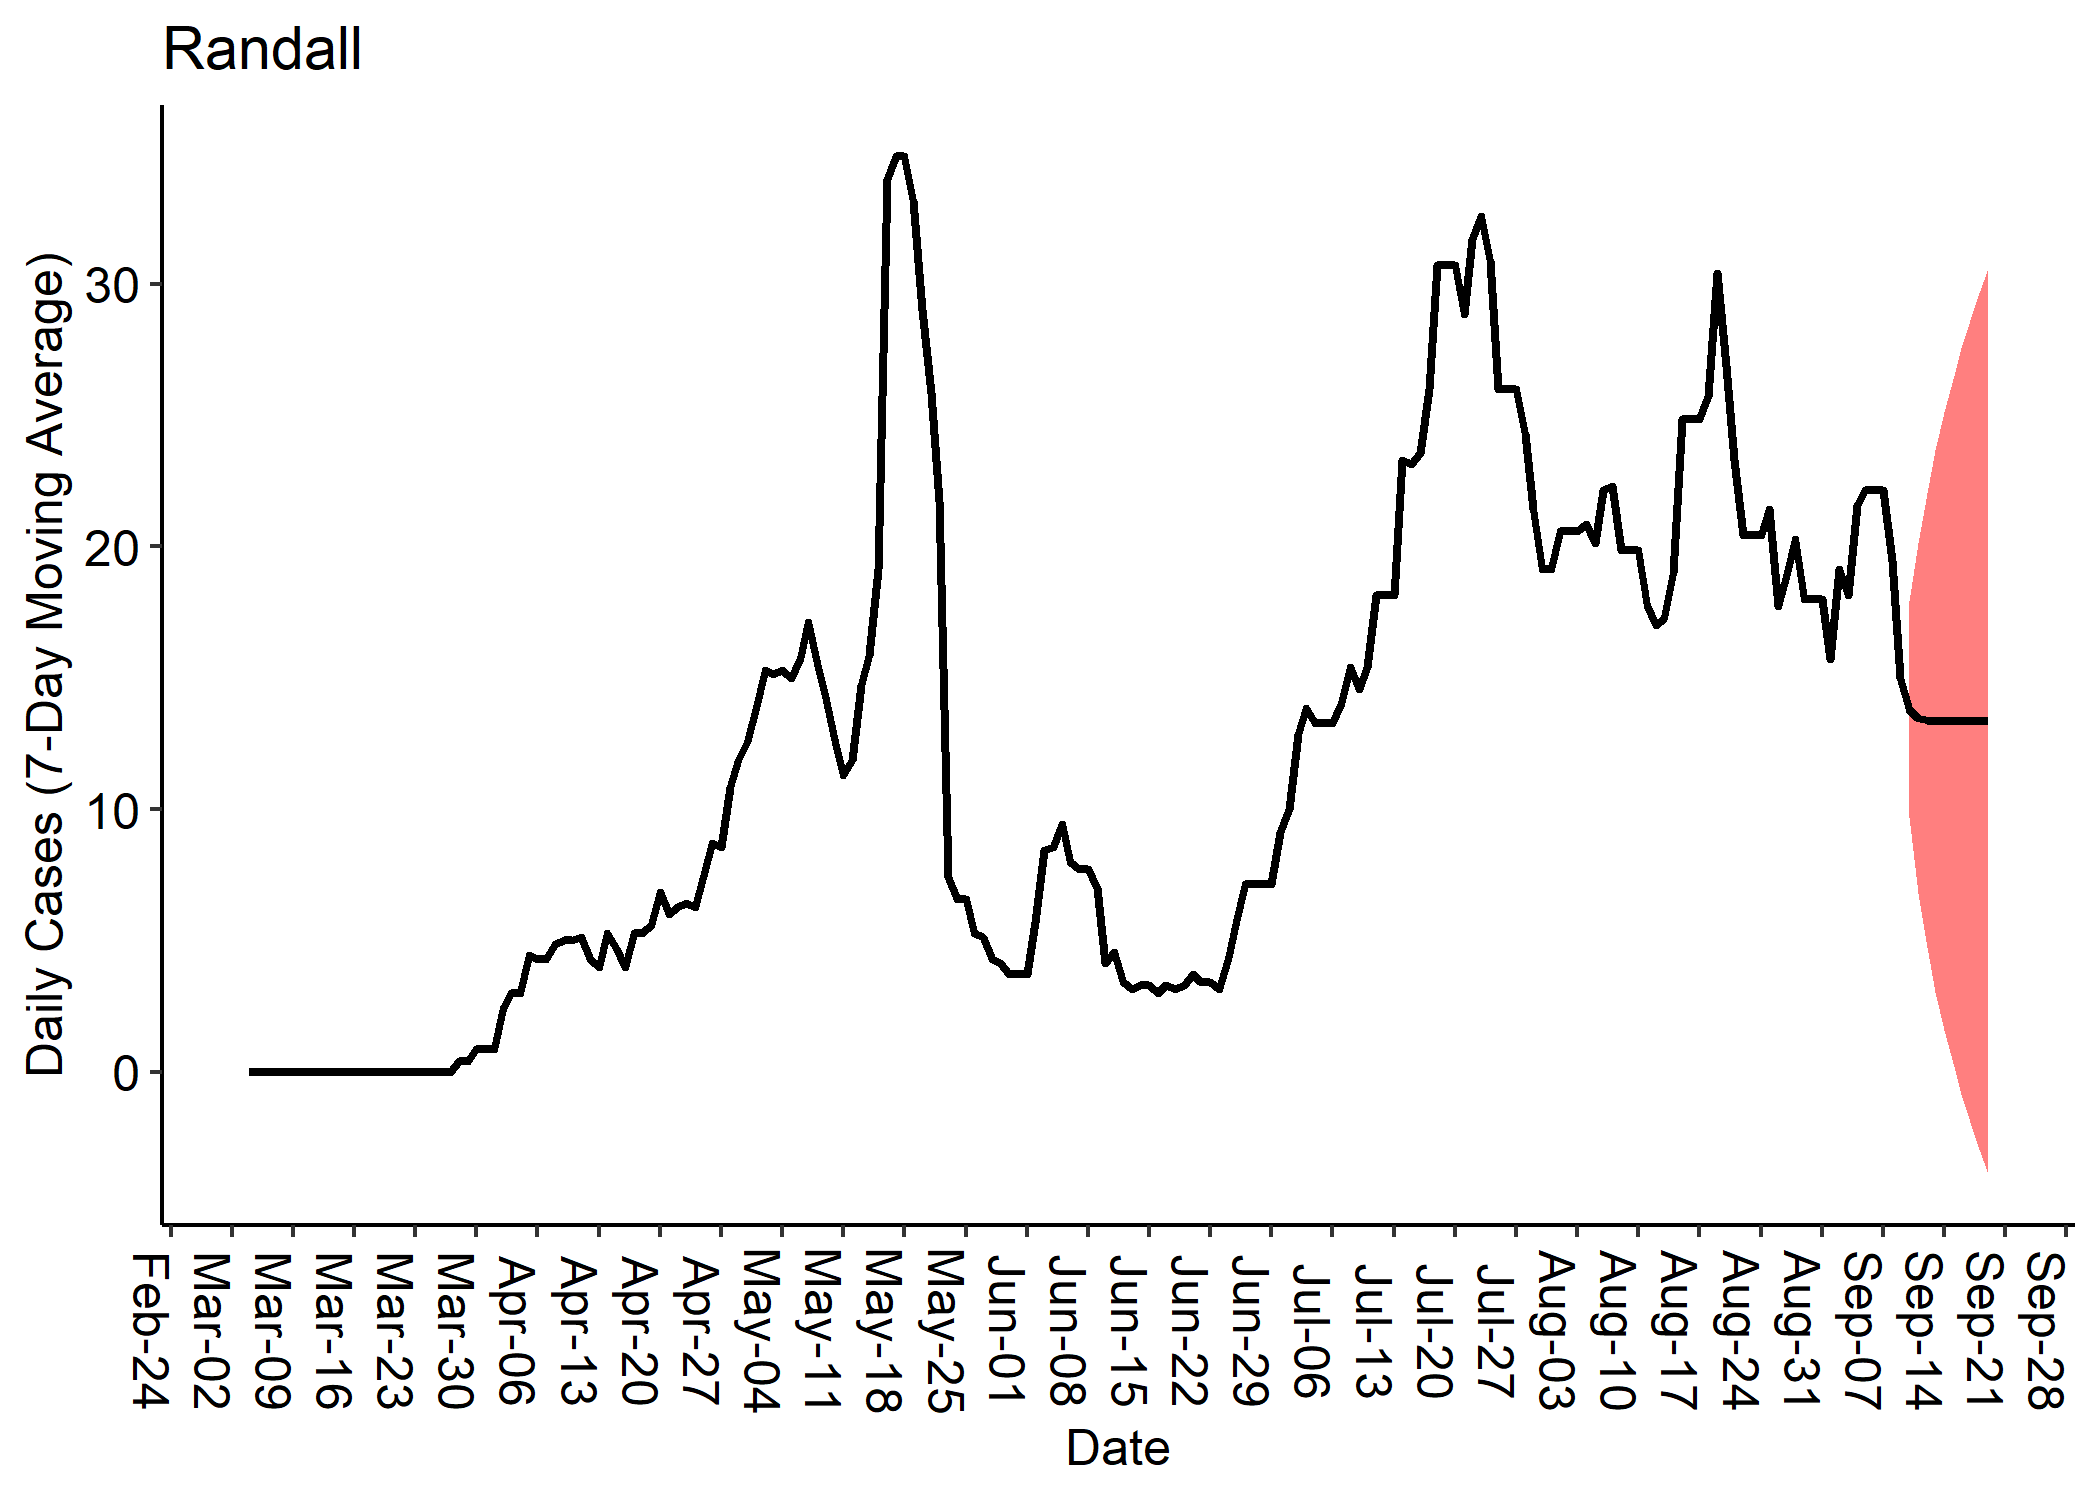 Randall
Daily Cases (7-Day Moving Average)
30
20
10
0
Feb-24
Mar-02
Mar-09
Mar-16
Mar-23
Mar-30
Apr-06
Apr-13
Apr-20
Apr-27
May-04
May-11
May-18
May-25
Jun-01
Jun-08
Jun-15
Jun-22
Jun-29
Jul-06
Jul-13
Jul-20
Jul-27
Aug-03
Aug-10
Aug-17
Aug-24
Aug-31
Sep-07
Sep-14
Sep-21
Sep-28
Date